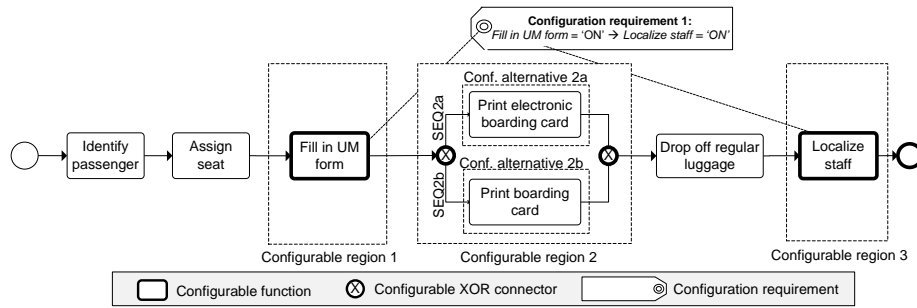 Configuration requirement 1:
Fill in UM form = ‘ON’ → Localize staff = ‘ON’
Conf. alternative 2a
SEQ2a
Print electronic
boarding card
Identify
passenger
Assign
seat
Fill in UM
form
X
X
Conf. alternative 2b
SEQ2b
Print boarding
card
Drop off regular
luggage
Localize
staff
Configurable region 1
Configurable region 2
Configurable region 3
Configurable function
X
Configurable XOR connector
Configuration requirement